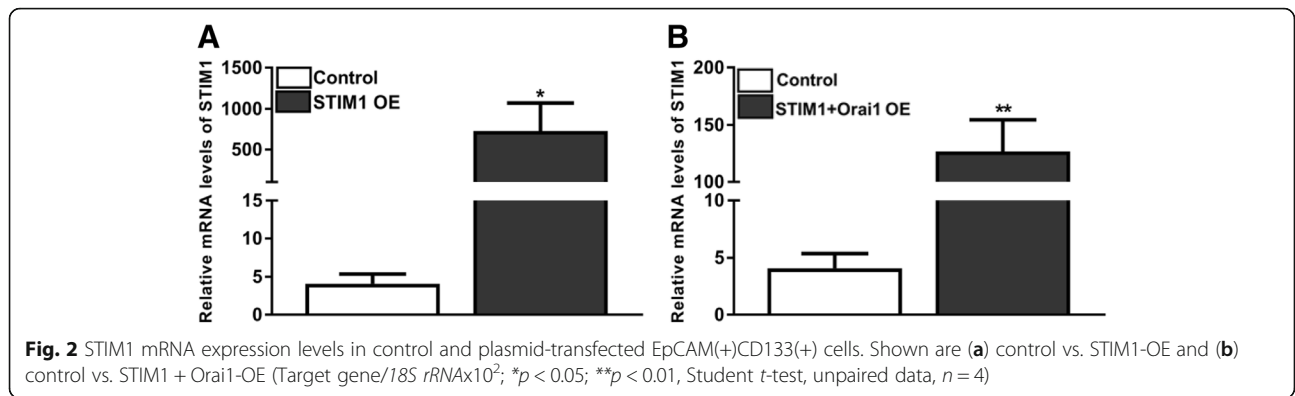 A
Relative mRNA levels of STIM1
1500
1000
500
15
10
5
0
Control
STIM1 OE
*
B
Relative mRNA levels of STIM1
200
150
100
10
5
0
Control
STIM1+Orai1 OE
**
Fig. 2 STIM1 mRNA expression levels in control and plasmid-transfected EpCAM(+)CD133(+) cells. Shown are (a) control vs. STIM1-OE and (b)
control vs. STIM1 + Orai1-OE (Target gene/18S rRNAx10²; *p < 0.05; **p < 0.01, Student t-test, unpaired data, n = 4)